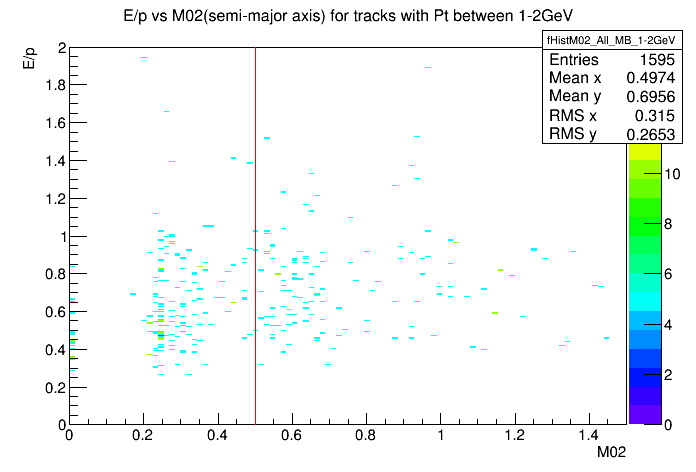 E/p vs M02(semi-major axis) for tracks with Pt between 1-2GeV
fHistM02_All_MB_1-2GeV
Entries 1595
Mean x 0.4974
Mean y 0.6956
RMS x 0.315
RMS y 0.2653
E/p
2
1.8
1.6
1.4
1.2
1
0.8
0.6
0.4
0.2
0
0 0.2 0.4 0.6 0.8 1 1.2 1.4
M02
10
8
6
4
2
0